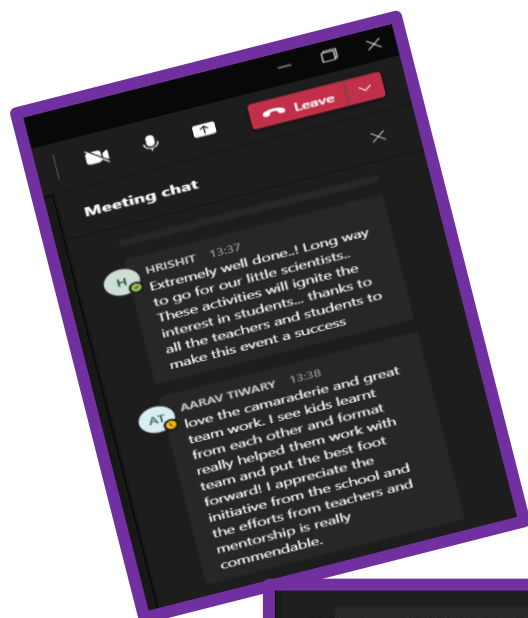 Leave
Meeting chat
HRISHIT 13:37
H
Extremely well done..! Long way
to go for our little scientists..
These activities will ignite the
interest in students... thanks to
all the teachers and students to
make this event a success
AARAV TIWARY 13:38
AT
love the camaraderie and great
team work. I see kids learnt
from each other and format
really helped them work with
team and put the best foot
forward! I appreciate the
initiative from the school and
the efforts from teachers and
mentorship is really
commendable.